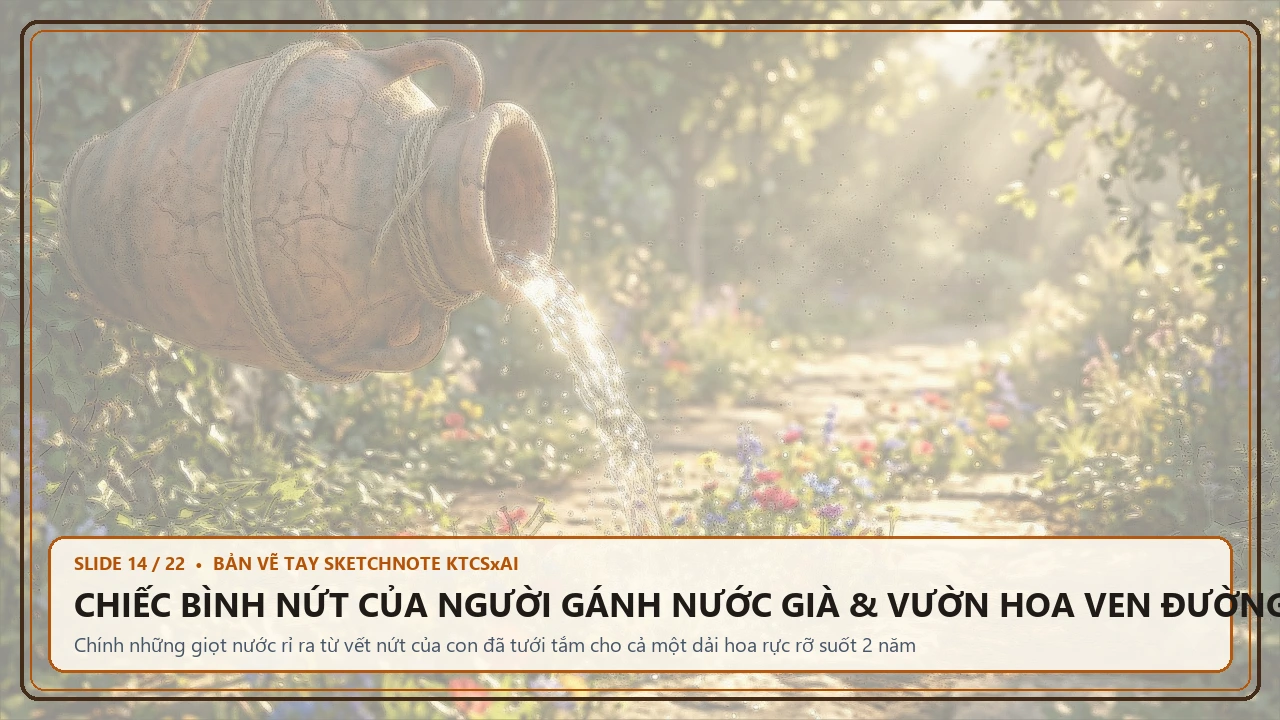 SLIDE 14 / 22 • BẢN VẼ TAY SKETCHNOTE KTCSxAI
CHIẾC BÌNH NỨT CỦA NGƯỜI GÁNH NƯỚC GIÀ & VƯỜN HOA VEN ĐƯỜNG
Chính những giọt nước rỉ ra từ vết nứt của con đã tưới tắm cho cả một dải hoa rực rỡ suốt 2 năm